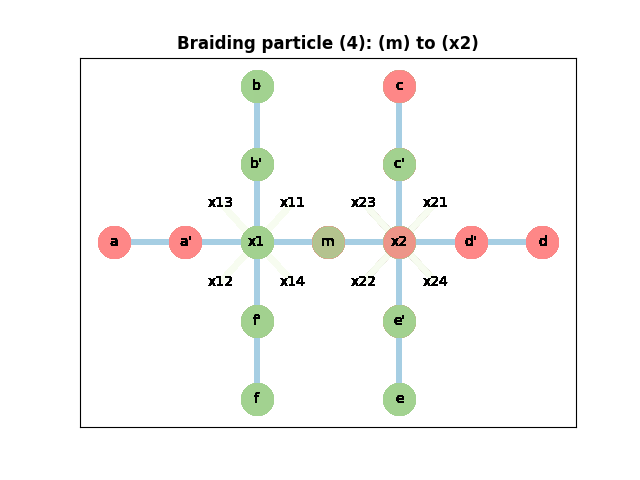 Braiding particle (4): (m) to (x2)
b c
b' c'
x13 x11 x23 x21
a a' x1 m x2 d' d
x12 x14 x22 x24
f' e'
f e